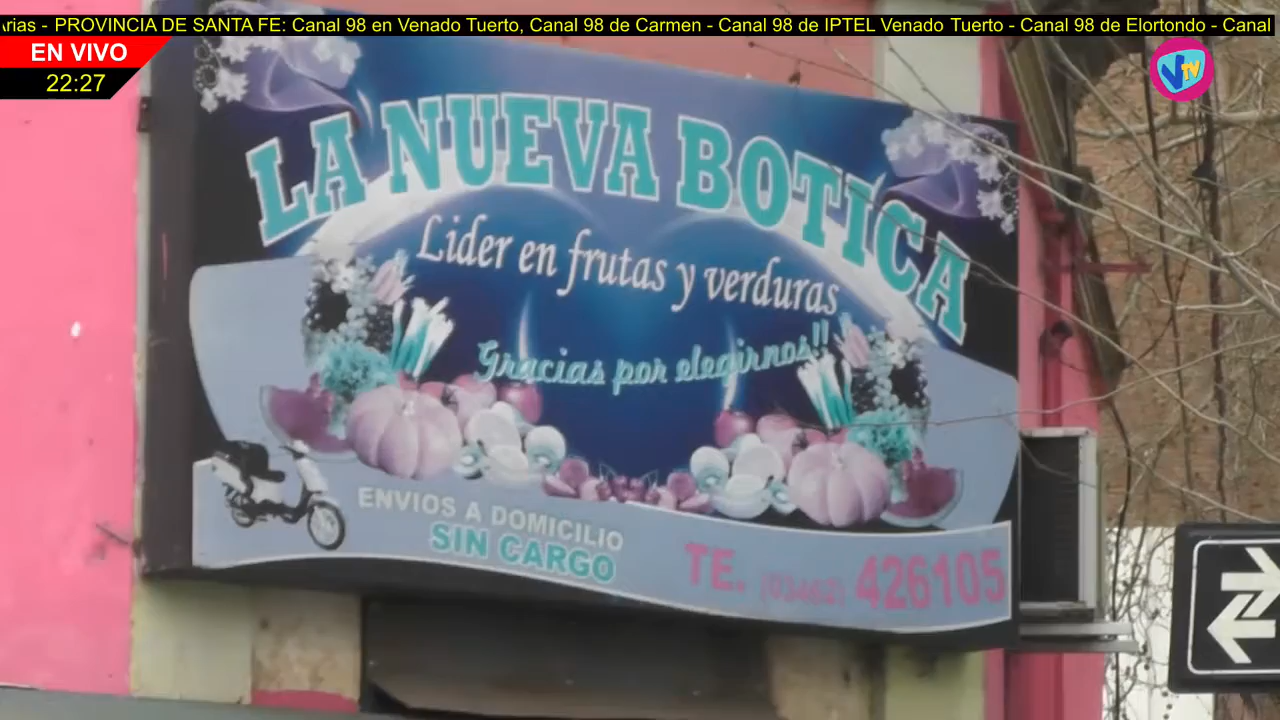 rias - PROVINCIA DE SANTA FE: Canal 98 en Venado Tuerto, Canal 98 de Carmen - Canal 98 de IPTEL Venado Tuerto - Canal 98 de Elortondo - Canal
EN VIVO
22:27
VTV
LA NUEVA BOTICA
Lider en frutas y verduras
Gracias por elegirnos!!
ENVIOS A DOMICILIO
SIN CARGO
TE. (03462) 426105